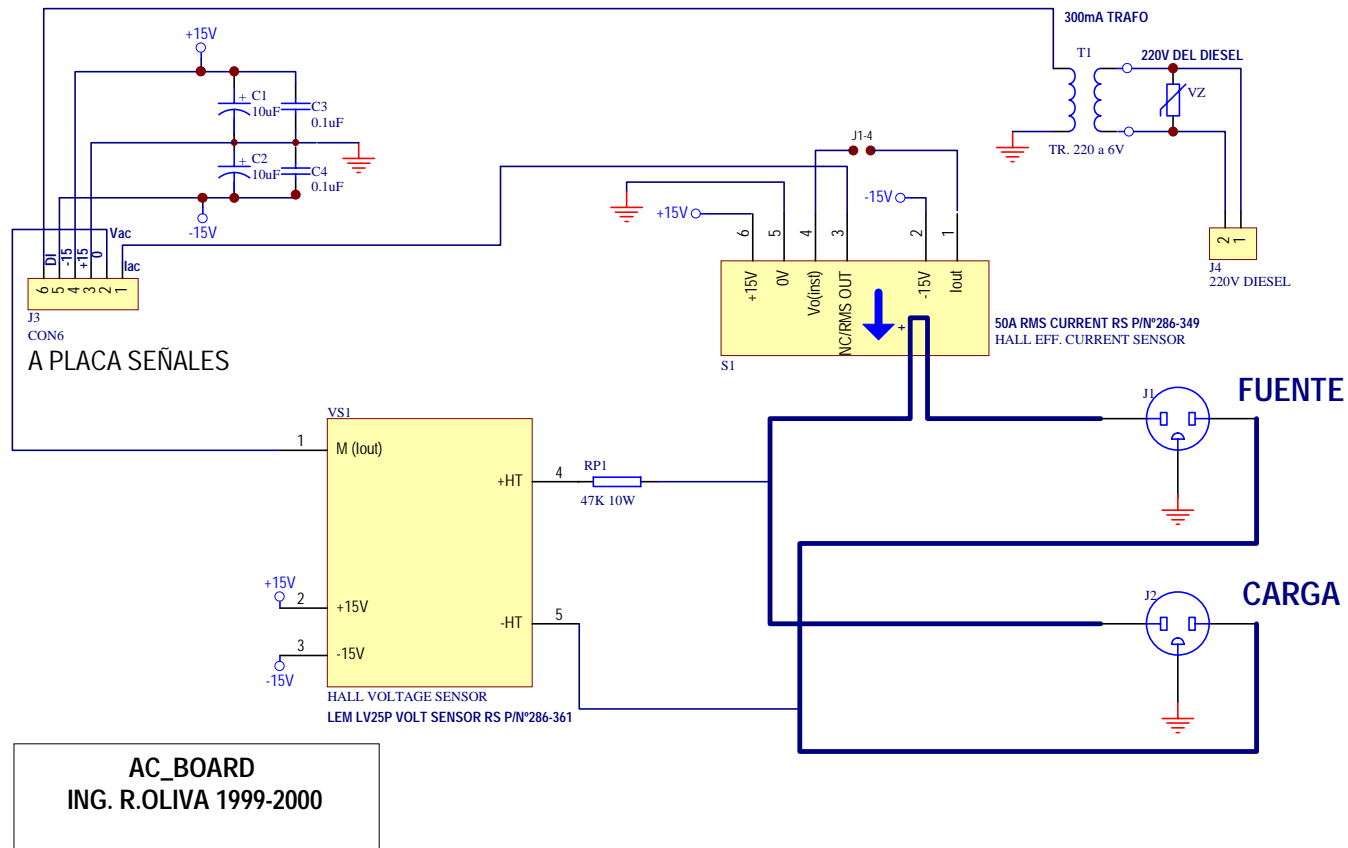 300mA TRAFO
+15V
T1
220V DEL DIESEL
+
C1
10uF
C3
0.1uF
VZ
J1-4
+
C2
10uF
C4
0.1uF
TR. 220 a 6V
-15V
+15V
-15V
Vac
DI
-15
+15
0
Iac
6
5
4
3
2
1
6
5
4
3
2
1
2
1
J3
CON6
A PLACA SEÑALES
+15V
0V
Vo(inst)
NC/RMS OUT
-15V
Iout
+
S1
50A RMS CURRENT RS P/Nº286-349
HALL EFF. CURRENT SENSOR
J4
220V DIESEL
J1
FUENTE
VS1
1
M (Iout)
+HT
4
RP1
47K 10W
+15V
2
+15V
-HT
5
3
-15V
-15V
J2
CARGA
HALL VOLTAGE SENSOR
LEM LV25P VOLT SENSOR RS P/Nº286-361
AC_BOARD
ING. R.OLIVA 1999-2000